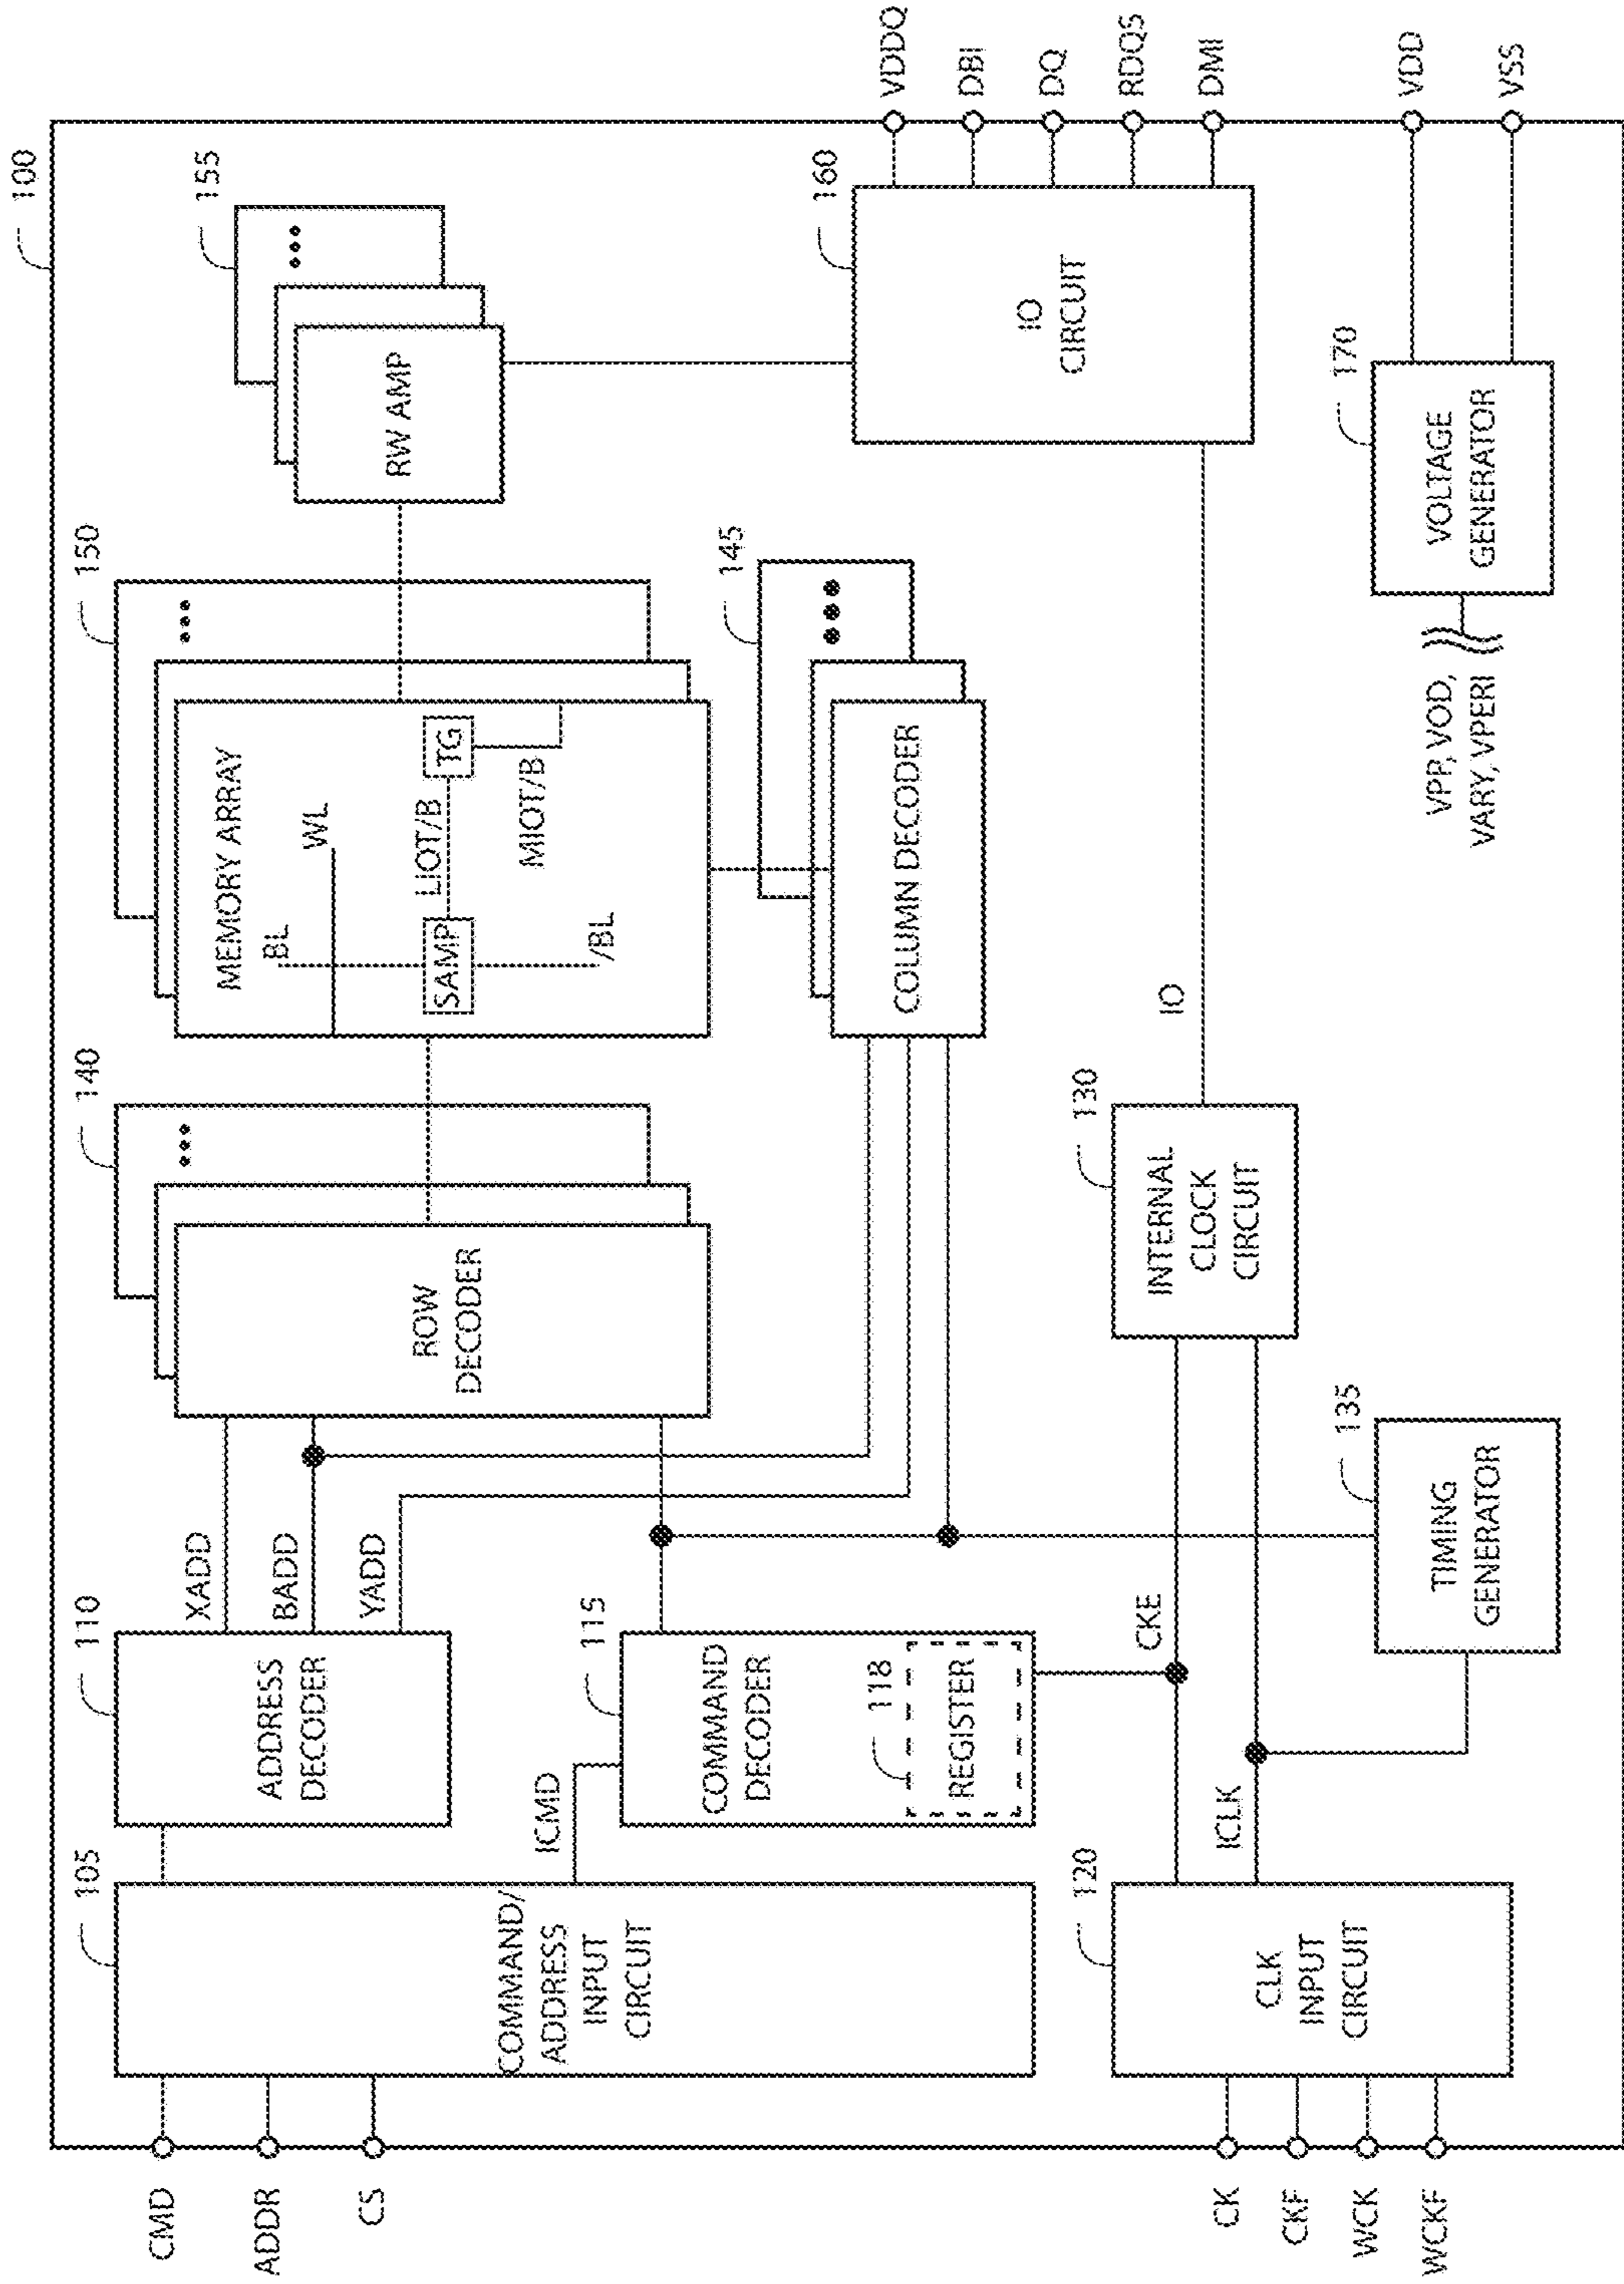 100
CMD
ADDR
CS
105
COMMAND/
ADDRESS
INPUT
CIRCUIT
110
ADDRESS
DECODER
XADD
BADD
YADD
ICMD
115
COMMAND
DECODER
118
REGISTER
140
ROW
DECODER
150
MEMORY ARRAY
BL
WL
SAMP
LIOT/B
TG
/BL
MIOT/B
155
RW AMP
145
COLUMN DECODER
160
IO
CIRCUIT
VDDQ
DBI
DQ
RDQS
DMI
VDD
VSS
CK
CKF
WCK
WCKF
120
CLK
INPUT
CIRCUIT
CKE
ICLK
130
INTERNAL
CLOCK
CIRCUIT
IO
135
TIMING
GENERATOR
170
VOLTAGE
GENERATOR
VPP, VOD,
VARY, VPERI